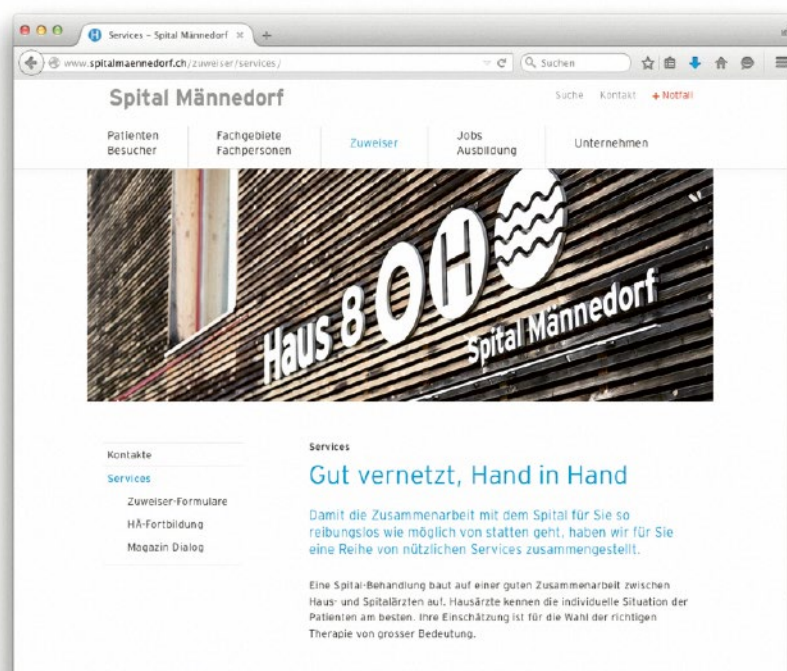 Services – Spital Männedorf
www.spitalmaennedorf.ch/zuweiser/services/
Suchen
Spital Männedorf
Suche Kontakt + Notfall
Patienten
Besucher
Fachgebiete
Fachpersonen
Zuweiser
Jobs
Ausbildung
Unternehmen
Haus 8
H
Spital Männedorf
Kontakte
Services
Zuweiser-Formulare
HÄ-Fortbildung
Magazin Dialog
Services
Gut vernetzt, Hand in Hand
Damit die Zusammenarbeit mit dem Spital für Sie so
reibungslos wie möglich von statten geht, haben wir für Sie
eine Reihe von nützlichen Services zusammengestellt.
Eine Spital-Behandlung baut auf einer guten Zusammenarbeit zwischen
Haus- und Spitalärzten auf. Hausärzte kennen die individuelle Situation der
Patienten am besten. Ihre Einschätzung ist für die Wahl der richtigen
Therapie von grosser Bedeutung.